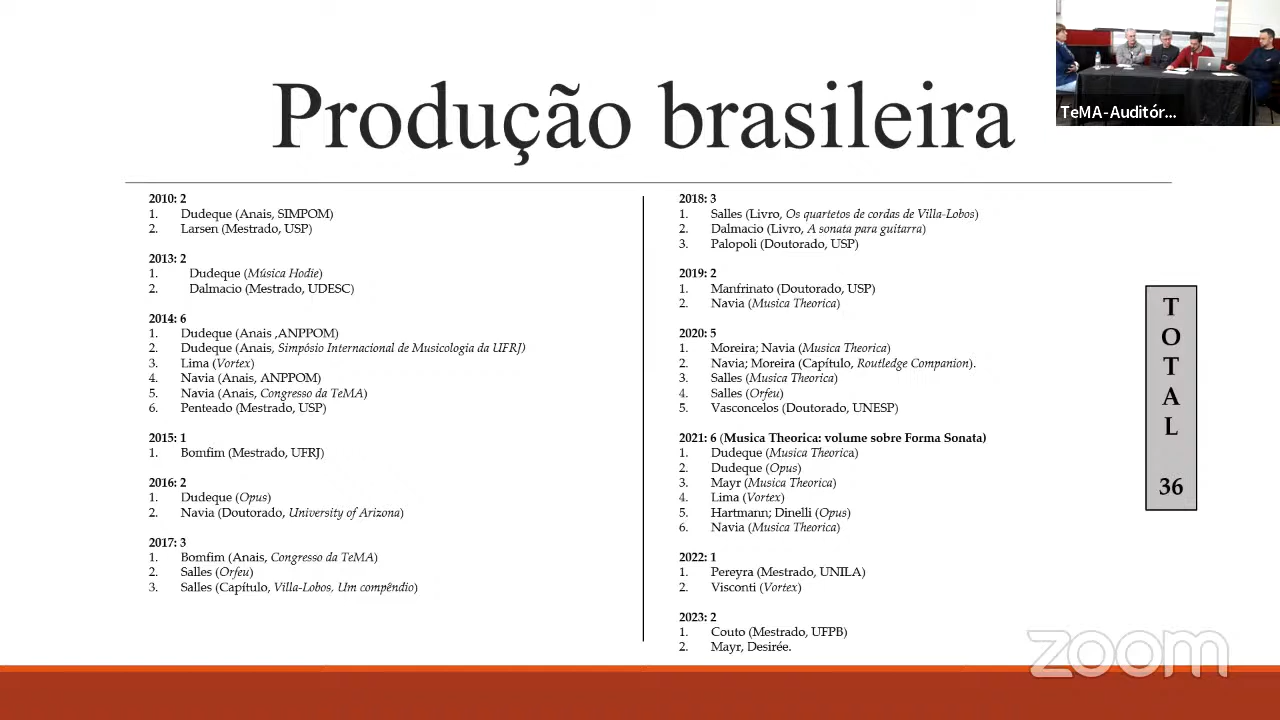 Produção brasileira
TeMA-Auditór...
2010: 2
1. Dudeque (Anais, SIMPOM)
2. Larsen (Mestrado, USP)
2013: 2
1. Dudeque (Música Hodie)
2. Dalmacio (Mestrado, UDESC)
2014: 6
1. Dudeque (Anais ,ANPPOM)
2. Dudeque (Anais, Simpósio Internacional de Musicologia da UFRJ)
3. Lima (Vortex)
4. Navia (Anais, ANPPOM)
5. Navia (Anais, Congresso da TeMA)
6. Penteado (Mestrado, USP)
2015: 1
1. Bomfim (Mestrado, UFRJ)
2016: 2
1. Dudeque (Opus)
2. Navia (Doutorado, University of Arizona)
2017: 3
1. Bomfim (Anais, Congresso da TeMA)
2. Salles (Orfeu)
3. Salles (Capítulo, Villa-Lobos, Um compêndio)
2018: 3
1. Salles (Livro, Os quartetos de cordas de Villa-Lobos)
2. Dalmacio (Livro, A sonata para guitarra)
3. Palopoli (Doutorado, USP)
2019: 2
1. Manfrinato (Doutorado, USP)
2. Navia (Musica Theorica)
2020: 5
1. Moreira; Navia (Musica Theorica)
2. Navia; Moreira (Capítulo, Routledge Companion).
3. Salles (Musica Theorica)
4. Salles (Orfeu)
5. Vasconcelos (Doutorado, UNESP)
2021: 6 (Musica Theorica: volume sobre Forma Sonata)
1. Dudeque (Musica Theorica)
2. Dudeque (Opus)
3. Mayr (Musica Theorica)
4. Lima (Vortex)
5. Hartmann; Dinelli (Opus)
6. Navia (Musica Theorica)
2022: 1
1. Pereyra (Mestrado, UNILA)
2. Visconti (Vortex)
2023: 2
1. Couto (Mestrado, UFPB)
2. Mayr, Desirée.
T
O
T
A
L
36
zoom